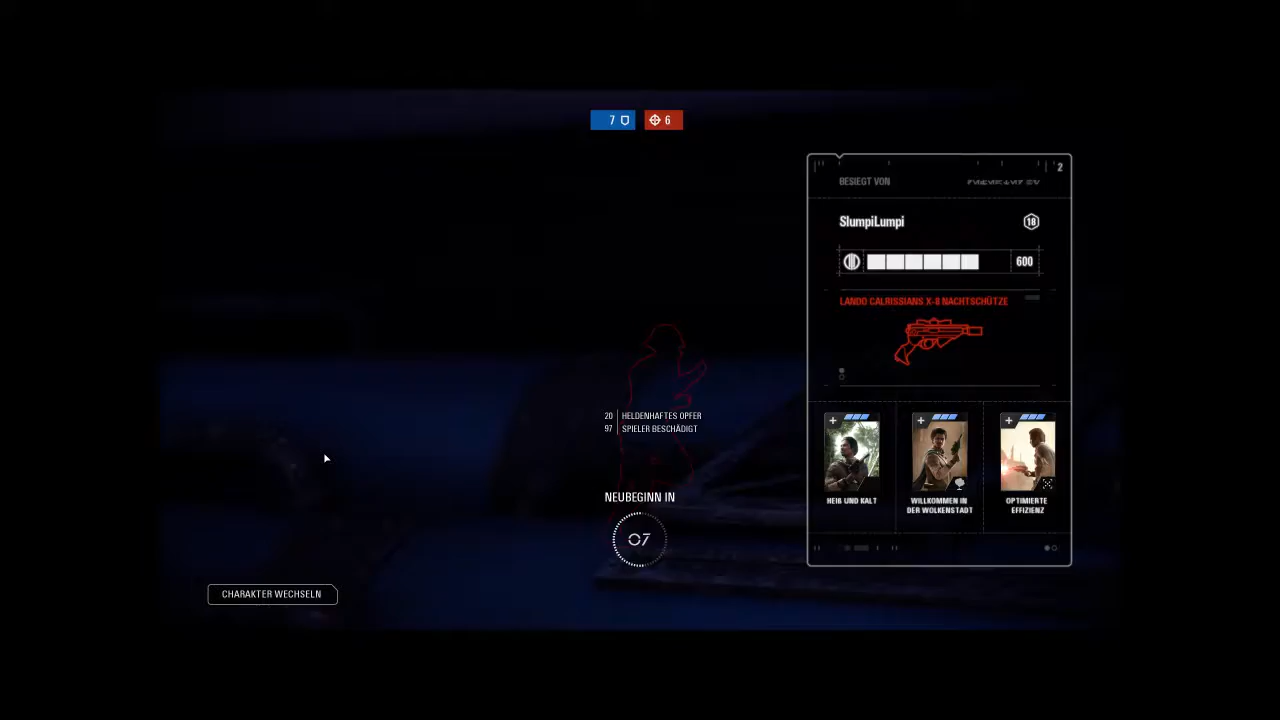 7
6
2
BESIEGT VON
SlumpiLumpi
18
600
LANDO CALRISSIANS X-8 NACHTSCHÜTZE
20 HELDENHAFTES OPFER
97 SPIELER BESCHÄDIGT
HEIß UND KALT
WILLKOMMEN IN
DER WOLKENSTADT
OPTIMIERTE
EFFIZIENZ
NEUBEGINN IN
07
CHARAKTER WECHSELN